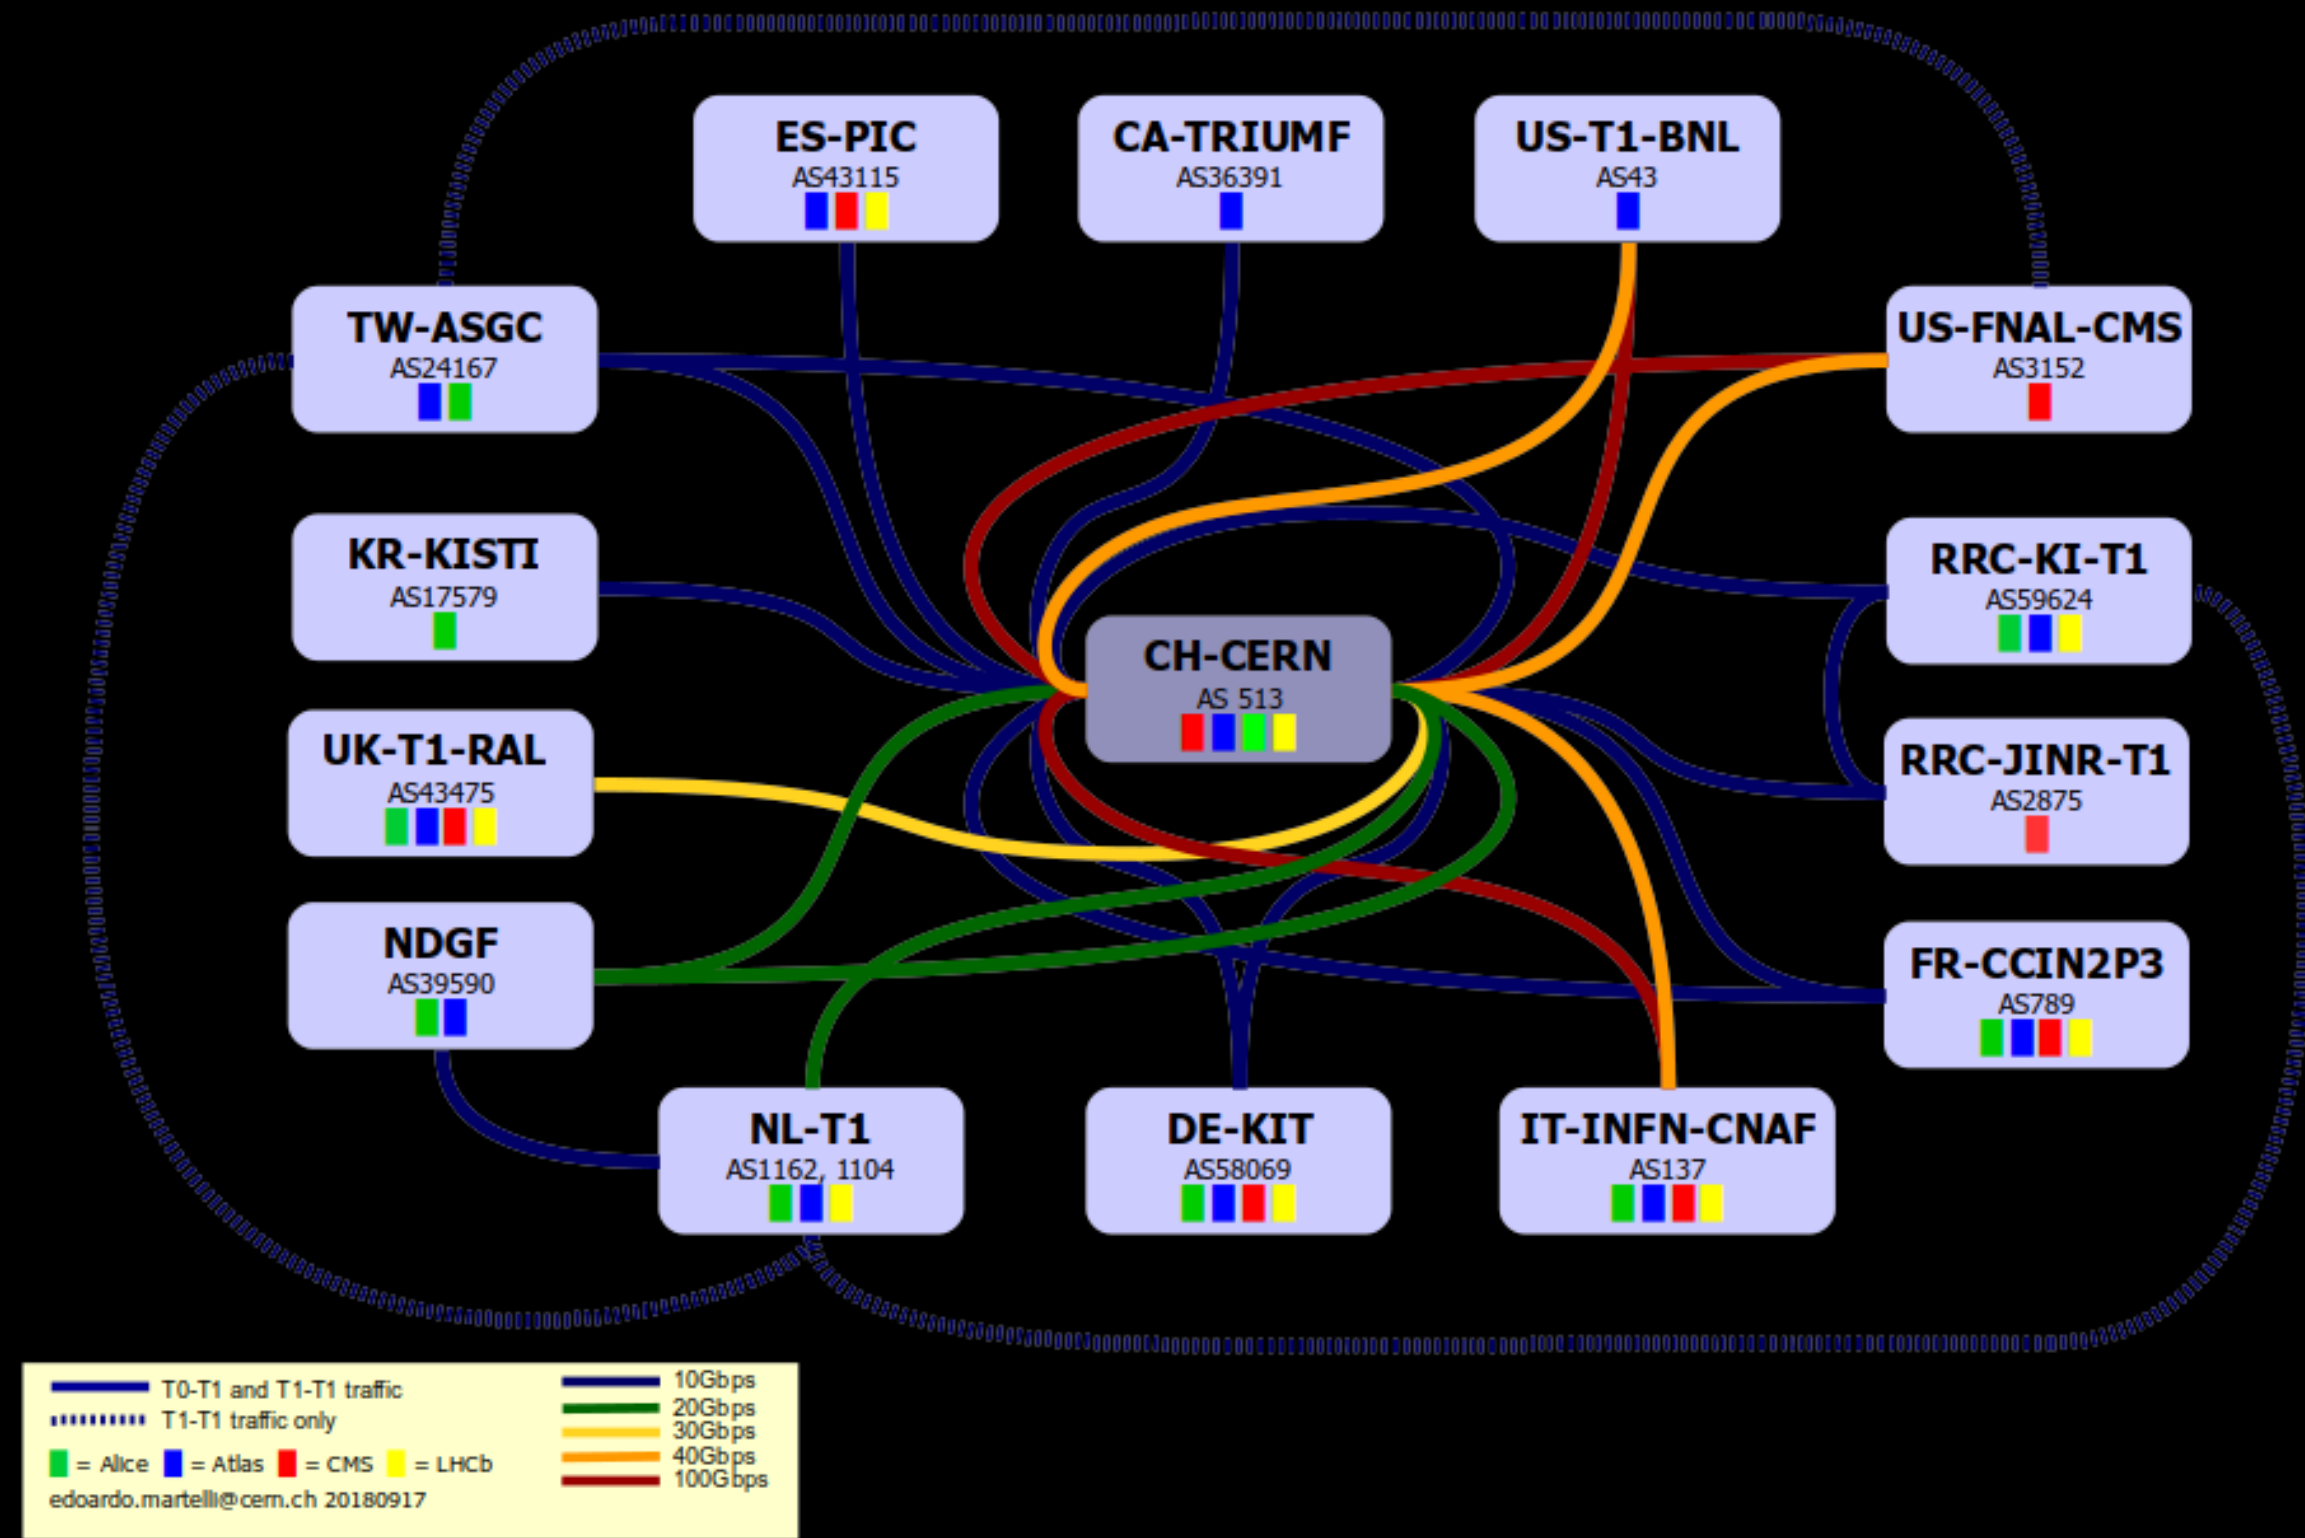 ES-PIC
AS43115
CA-TRIUMF
AS36391
US-T1-BNL
AS43
TW-ASGC
AS24167
US-FNAL-CMS
AS3152
KR-KISTI
AS17579
RRC-KI-T1
AS59624
CH-CERN
AS 513
UK-T1-RAL
AS43475
RRC-JINR-T1
AS2875
NDGF
AS39590
FR-CCIN2P3
AS789
NL-T1
AS1162, 1104
DE-KIT
AS58069
IT-INFN-CNAF
AS137
T0-T1 and T1-T1 traffic
T1-T1 traffic only
= Alice = Atlas = CMS = LHCb
edoardo.martelli@cern.ch 20180917
10Gbps
20Gbps
30Gbps
40Gbps
100Gbps